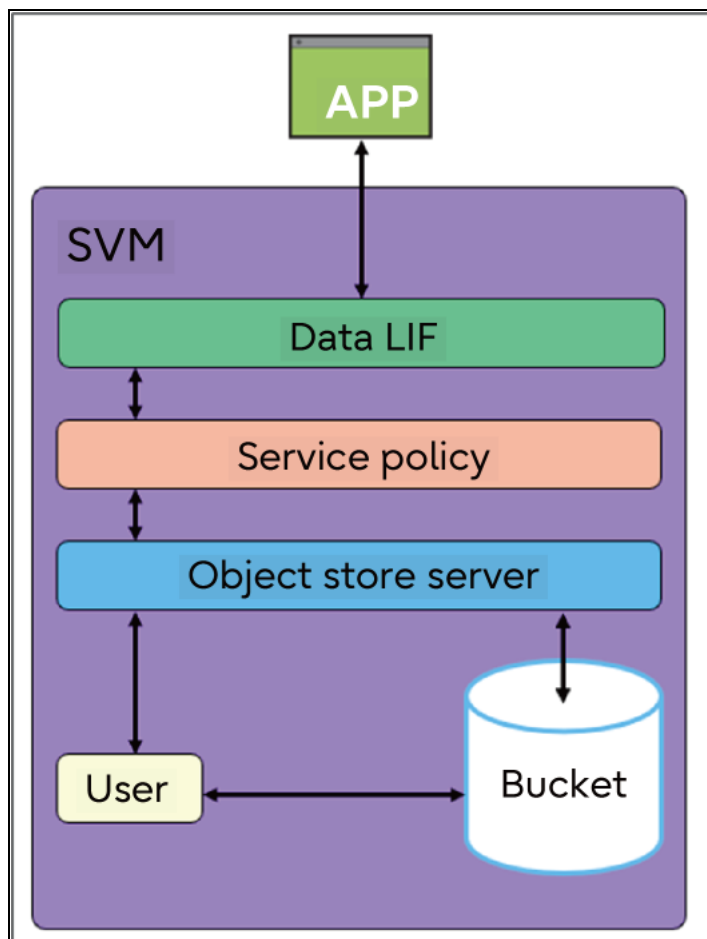 APP
SVM
Data LIF
Service policy
Object store server
User
Bucket